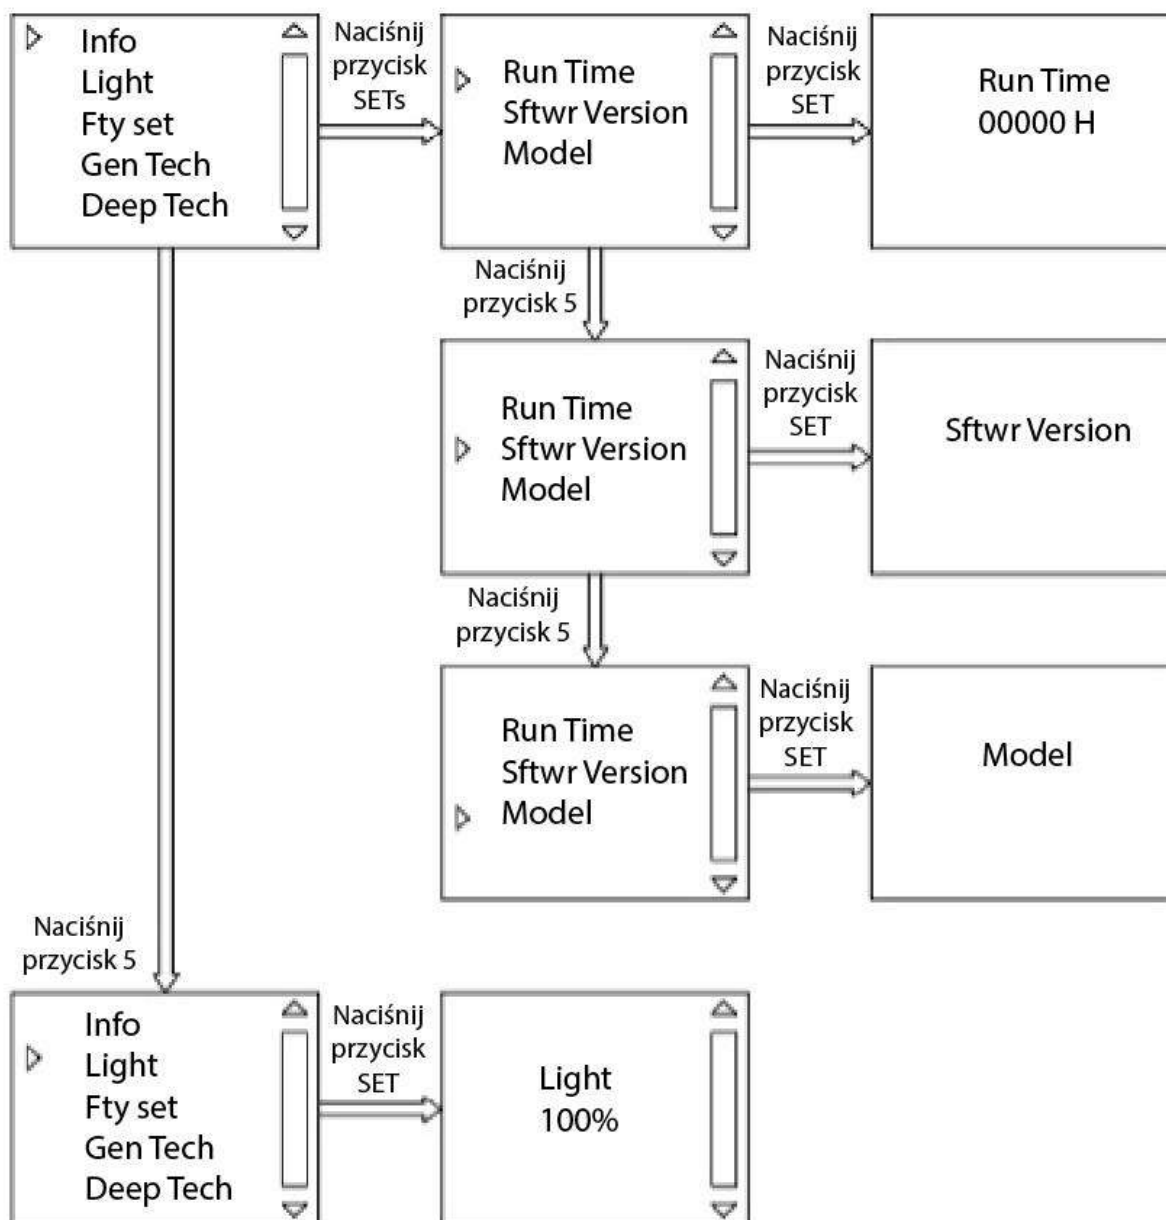 Info
Light
Fty set
Gen Tech
Deep Tech
Naciśnij
przycisk
SETs
Run Time
Sftwr Version
Model
Naciśnij
przycisk
SET
Run Time
00000 H
Naciśnij
przycisk 5
Run Time
Sftwr Version
Model
Naciśnij
przycisk
SET
Sftwr Version
Naciśnij
przycisk 5
Run Time
Sftwr Version
Model
Naciśnij
przycisk
SET
Model
Naciśnij
przycisk 5
Info
Light
Fty set
Gen Tech
Deep Tech
Naciśnij
przycisk
SET
Light
100%